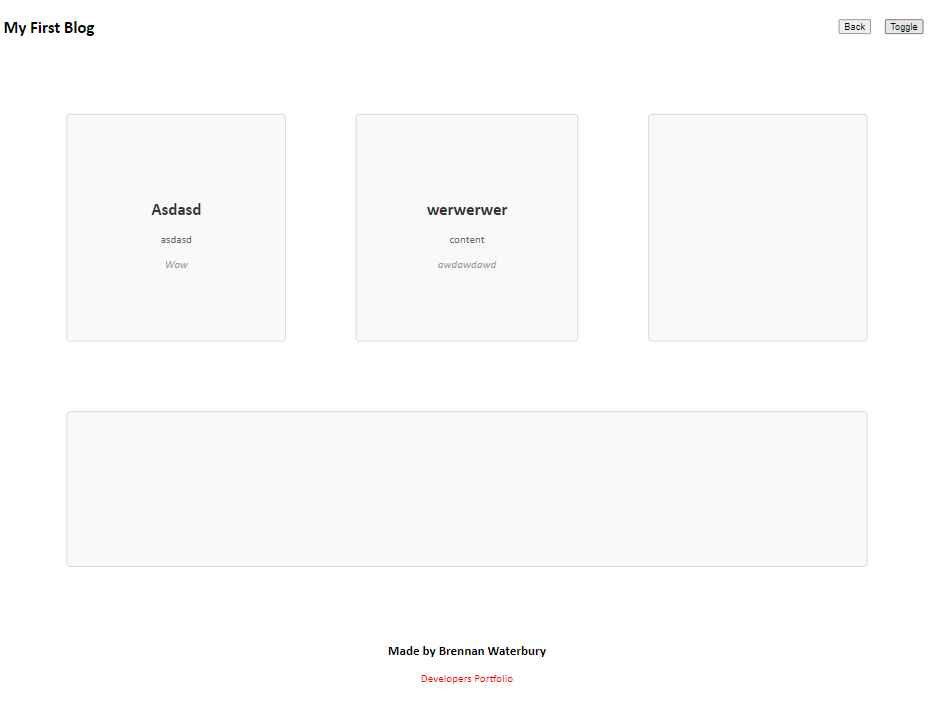 My First Blog
Back
Toggle
Asdasd
asdasd
Wow
werwerwer
content
awdawdawd
Made by Brennan Waterbury
Developers Portfolio